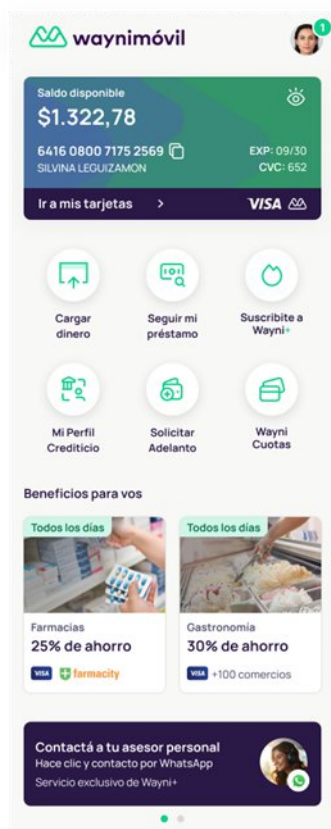 waynimóvil
1
Saldo disponible
$1.322,78
6416 0800 7175 2569 EXP: 09/30
SILVINA LEGUIZAMON CVC: 652
Ir a mis tarjetas > VISA
Cargar dinero
Seguir mi préstamo
Suscribite a Wayni+
Mi Perfil Crediticio
Solicitar Adelanto
Wayni Cuotas
Beneficios para vos
Todos los días
Farmacias
25% de ahorro
VISA farmacity
Todos los días
Gastronomía
30% de ahorro
VISA +100 comercios
Contactá a tu asesor personal
Hace clic y contacto por WhatsApp
Servicio exclusivo de Wayni+